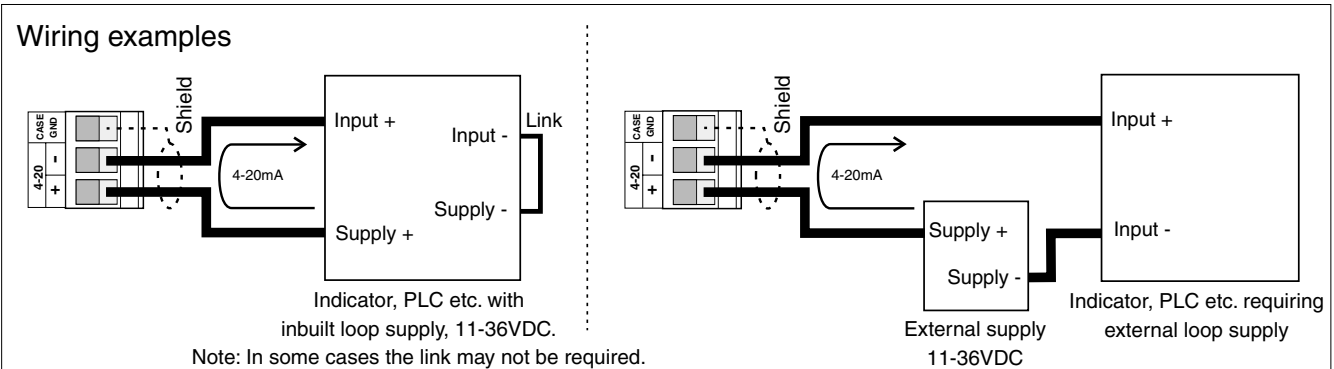 Wiring examples
CASE
GND
4-20
-
+
Shield
4-20mA
Input +
Input -
Link
Supply -
Supply +
Indicator, PLC etc. with
inbuilt loop supply, 11-36VDC.
Note: In some cases the link may not be required.
CASE
GND
4-20
-
+
Shield
4-20mA
Input +
Supply +
Supply -
Input -
External supply
11-36VDC
Indicator, PLC etc. requiring
external loop supply